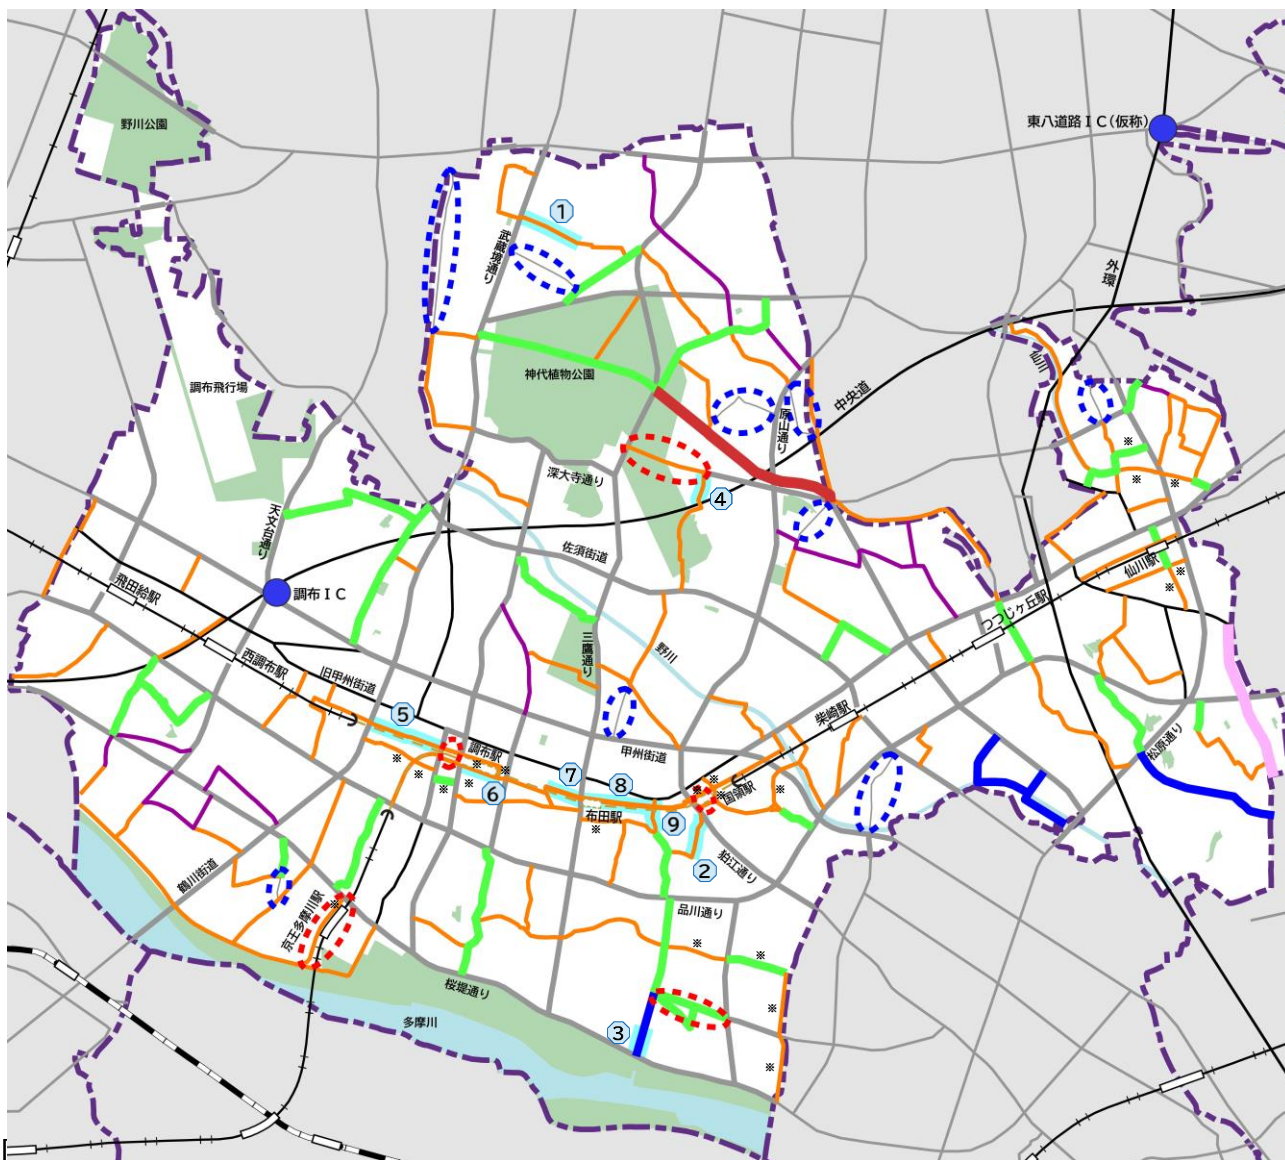 野川公園
東八道路IC(仮称)
①
武蔵境通り
外環
仙川
調布飛行場
神代植物公園
中央道
原山通り
※
深大寺通り
④
※
※
天文台通り
佐須街道
仙川駅
※
※
飛田給駅
調布IC
つつじヶ丘駅
三鷹通り
野川
西調布駅
旧甲州街道
柴崎駅
⑤
調布駅
甲州街道
松原通り
※
※
※
※
⑦
⑧
※
※
国領駅
※
※
※
⑥
布田駅
※
⑨
②
狛江通り
鶴川街道
品川通り
※
京王多摩川駅
※
※
桜堤通り
※
多摩川
③
※